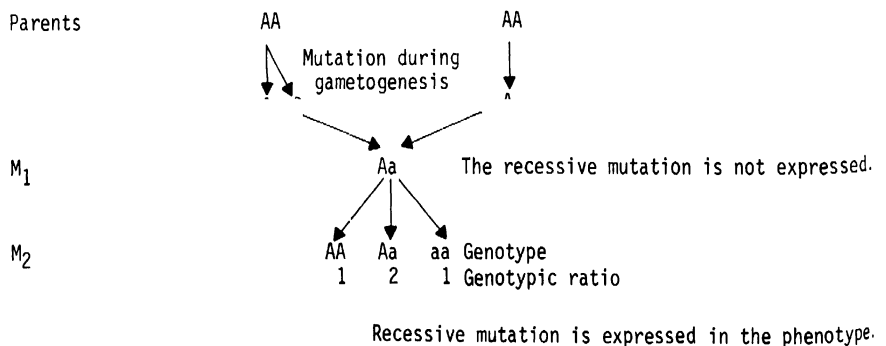 Parents AA AA
Mutation during
gametogenesis
M1 Aa The recessive mutation is not expressed.
M2 AA Aa aa Genotype
1 2 1 Genotypic ratio
Recessive mutation is expressed in the phenotype.